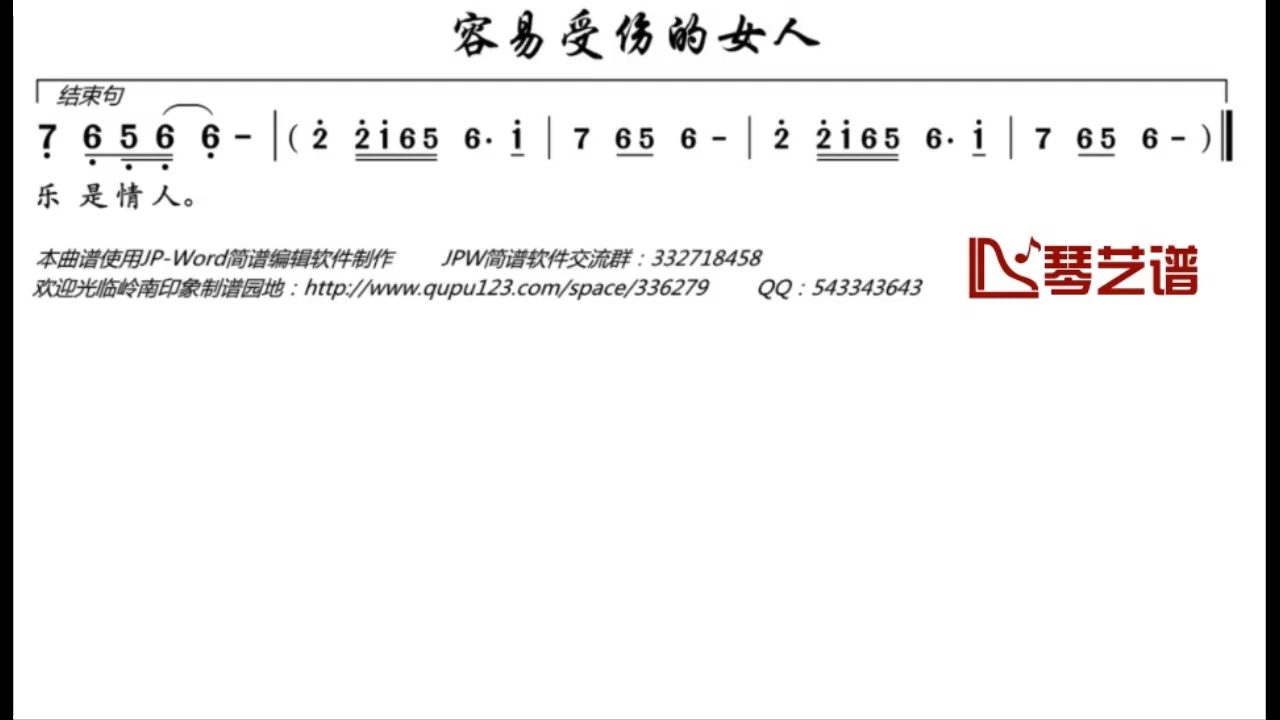 容易受伤的女人
结束句
7 6 5 6 6 - | ( 2 2 1 6 5 6 · 1 | 7 6 5 6 - | 2 2 1 6 5 6 · 1 | 7 6 5 6 - )
乐 是 情 人。
本曲谱使用JP-Word简谱编辑软件制作 JPW简谱软件交流群：332718458
欢迎光临岭南印象制谱园地：http://www.qupu123.com/space/336279 QQ：543343643
琴艺谱